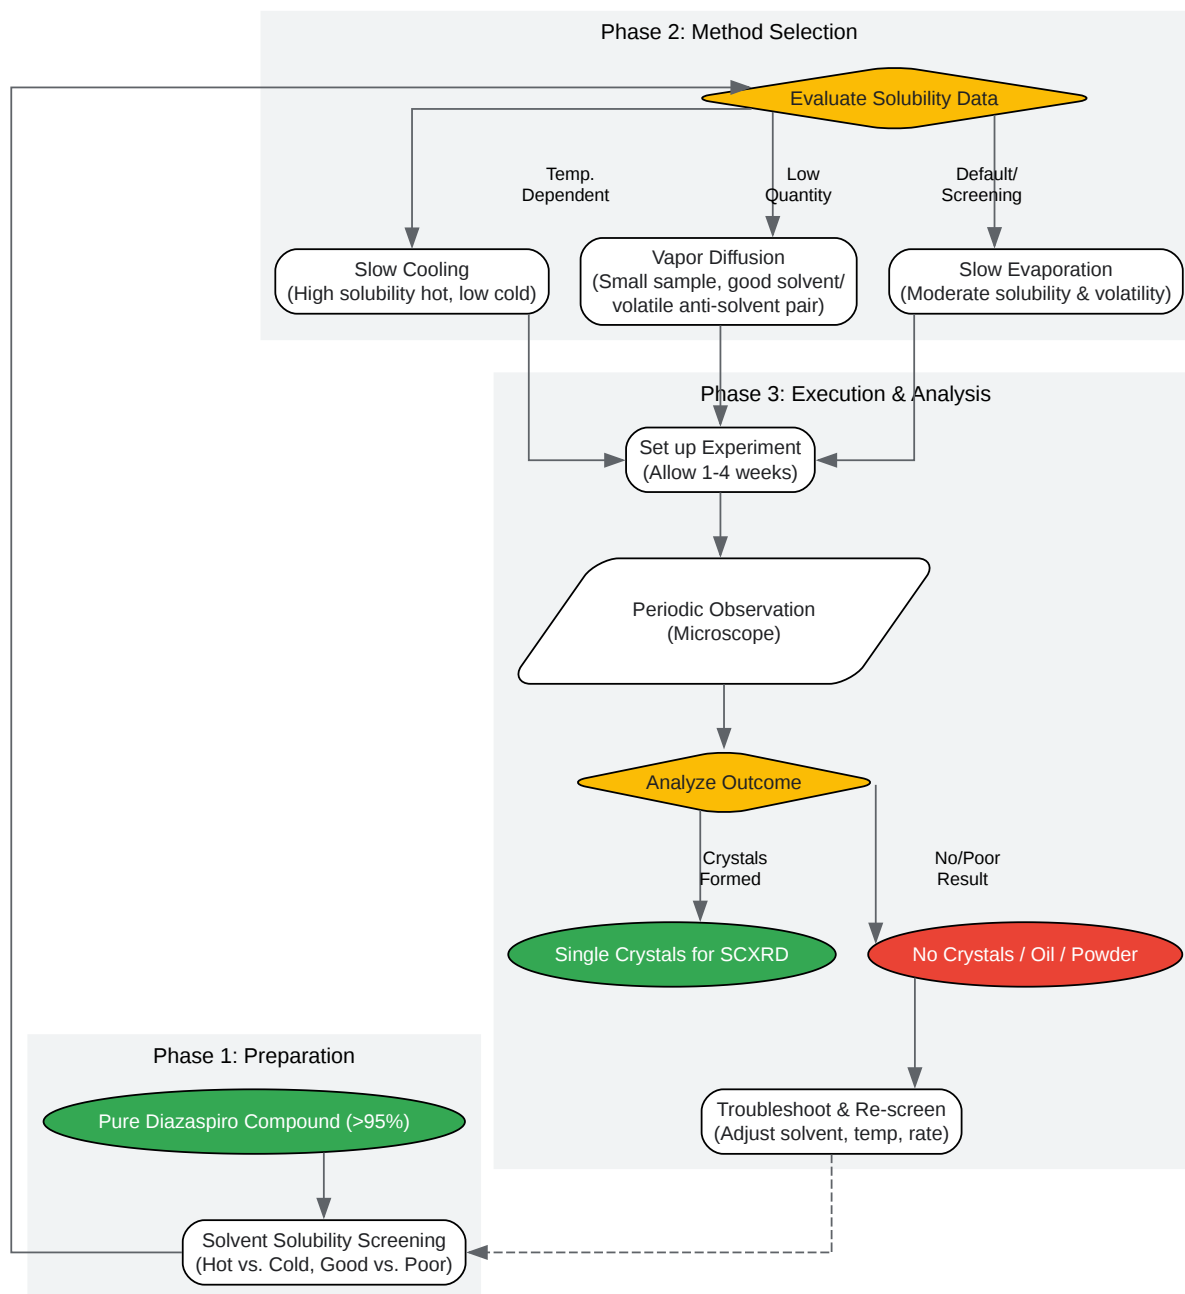 Phase 2: Method Selection
Evaluate Solubility Data
Temp.
Dependent
Low
Quantity
Default/
Screening
Slow Cooling
(High solubility hot, low cold)
Vapor Diffusion
(Small sample, good solvent/
volatile anti-solvent pair)
Slow Evaporation
(Moderate solubility & volatility)
Phase 3: Execution & Analysis
Set up Experiment
(Allow 1-4 weeks)
Periodic Observation
(Microscope)
Analyze Outcome
Crystals
Formed
No/Poor
Result
Single Crystals for SCXRD
No Crystals / Oil / Powder
Phase 1: Preparation
Pure Diazaspiro Compound (>95%)
Troubleshoot & Re-screen
(Adjust solvent, temp, rate)
Solvent Solubility Screening
(Hot vs. Cold, Good vs. Poor)